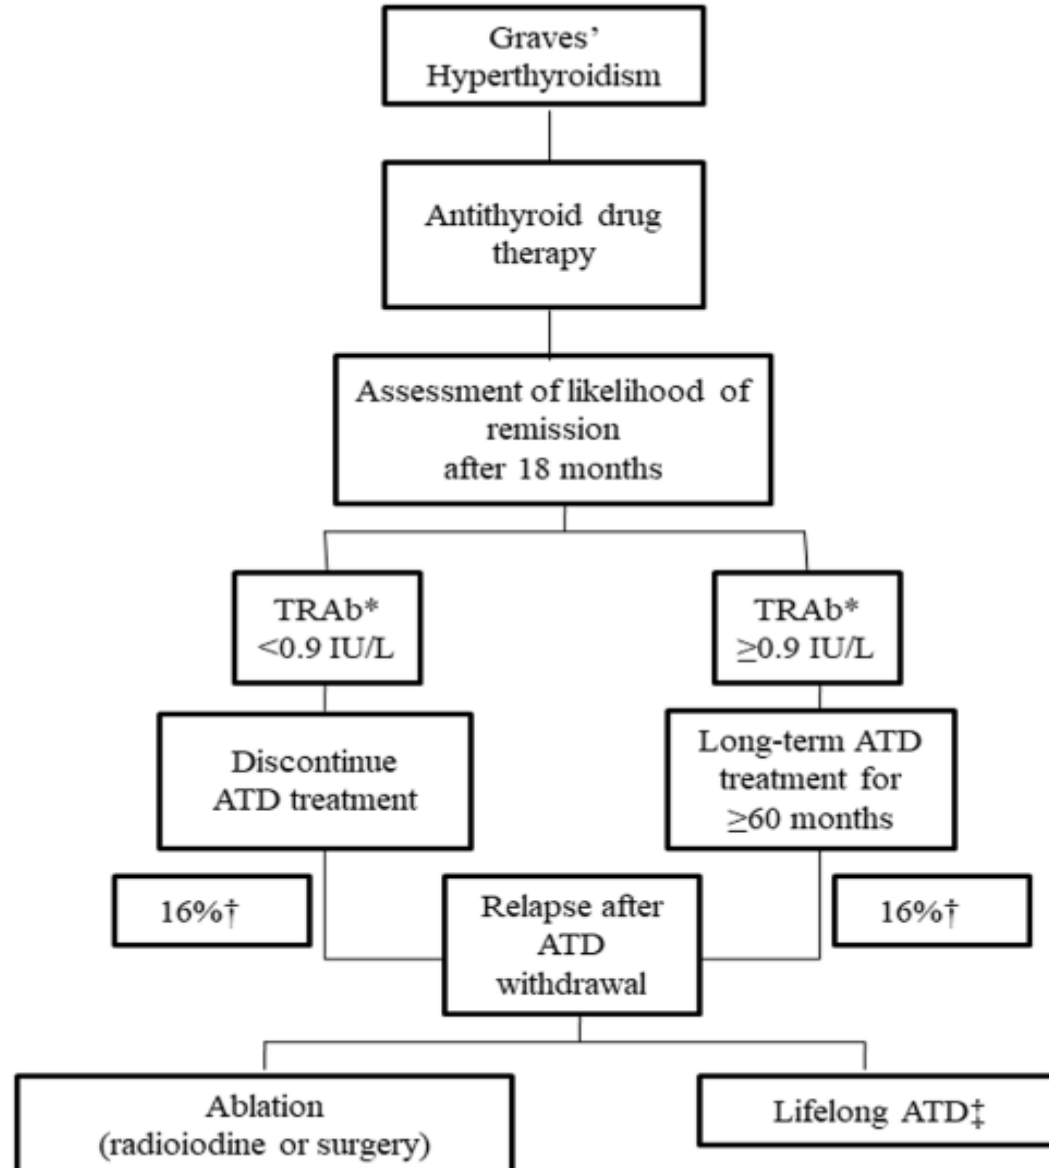 Graves’
Hyperthyroidism
Antithyroid drug
therapy
Assessment of likelihood of
remission
after 18 months
TRAb*
<0.9 IU/L
TRAb*
≥0.9 IU/L
Discontinue
ATD treatment
Long-term ATD
treatment for
≥60 months
16%†
Relapse after
ATD
withdrawal
16%†
Ablation
(radioiodine or surgery)
Lifelong ATD‡